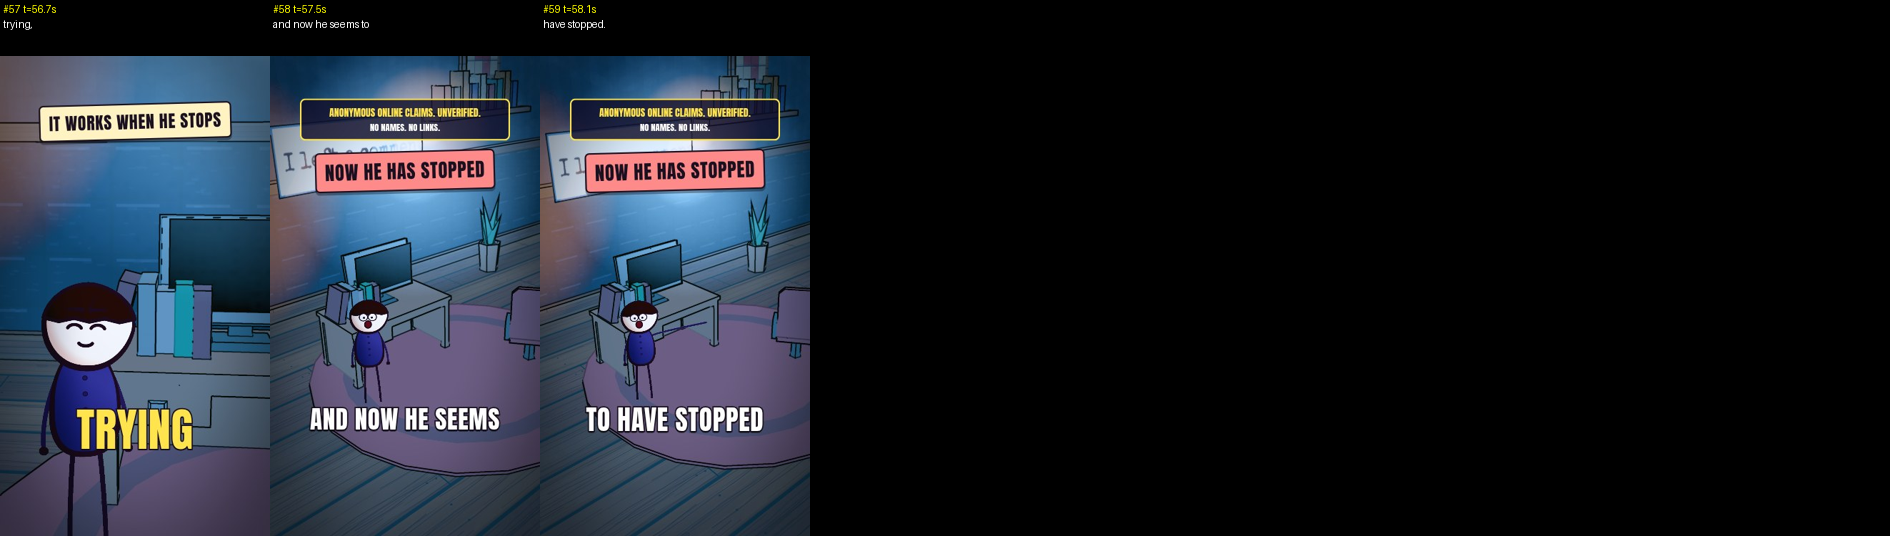 #57 t=56.7s
trying,
IT WORKS WHEN HE STOPS
TRYING
#58 t=57.5s
and now he seems to
ANONYMOUS ONLINE CLAIMS. UNVERIFIED.
NO NAMES. NO LINKS.
NOW HE HAS STOPPED
AND NOW HE SEEMS
#59 t=58.1s
have stopped.
ANONYMOUS ONLINE CLAIMS. UNVERIFIED.
NO NAMES. NO LINKS.
NOW HE HAS STOPPED
TO HAVE STOPPED